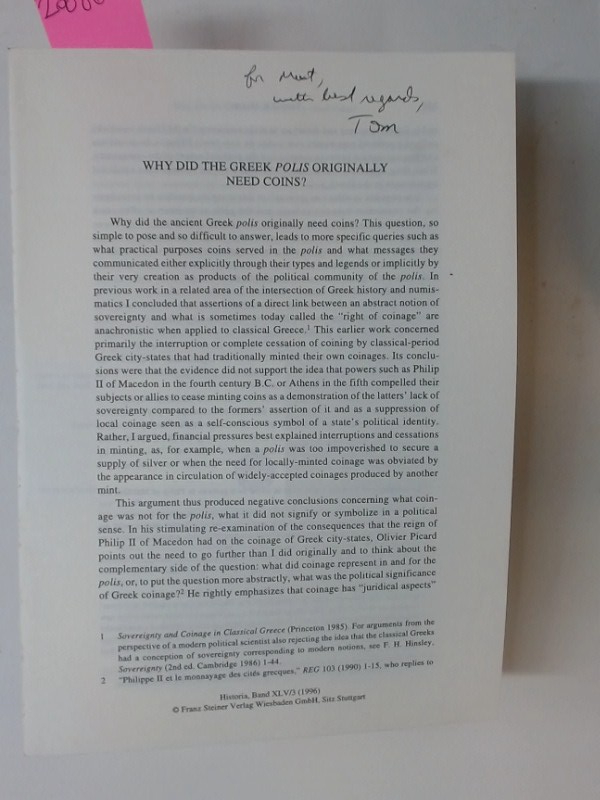 for
with best regards,
Tom
WHY DID THE GREEK POLIS ORIGINALLY
NEED COINS?
Why did the ancient Greek polis originally need coins? This question, so
simple to pose and so difficult to answer, leads to more specific queries such as
what practical purposes coins served in the polis and what messages they
communicated either explicitly through their types and legends or implicitly by
their very creation as products of the political community of the polis. In
previous work in a related area of the intersection of Greek history and numis-
matics I concluded that assertions of a direct link between an abstract notion of
sovereignty and what is sometimes today called the "right of coinage" are
anachronistic when applied to classical Greece.1 This earlier work concerned
primarily the interruption or complete cessation of coining by classical-period
Greek city-states that had traditionally minted their own coinages. Its conclu-
sions were that the evidence did not support the idea that powers such as Philip
II of Macedon in the fourth century B.C. or Athens in the fifth compelled their
subjects or allies to cease minting coins as a demonstration of the latters' lack of
sovereignty compared to the formers' assertion of it and as a suppression of
local coinage seen as a self-conscious symbol of a state's political identity.
Rather, I argued, financial pressures best explained interruptions and cessations
in minting, as, for example, when a polis was too impoverished to secure a
supply of silver or when the need for locally-minted coinage was obviated by
the appearance in circulation of widely-accepted coinages produced by another
mint.
This argument thus produced negative conclusions concerning what coin-
age was not for the polis, what it did not signify or symbolize in a political
sense. In his stimulating re-examination of the consequences that the reign of
Philip II of Macedon had on the coinage of Greek city-states, Olivier Picard
points out the need to go further than I did originally and to think about the
complementary side of the question: what did coinage represent in and for the
polis, or, to put the question more abstractly, what was the political significance
of Greek coinage?2 He rightly emphasizes that coinage has "juridical aspects"
1 Sovereignty and Coinage in Classical Greece (Princeton 1985). For arguments from the
perspective of a modern political scientist also rejecting the idea that the classical Greeks
had a conception of sovereignty corresponding to modern notions, see F. H. Hinsley,
Sovereignty (2nd ed. Cambridge 1986) 1-44.
2 "Philippe II et le monnayage des cités grecques," REG 103 (1990) 1-15, who replies to
Historia, Band XLV/3 (1996)
© Franz Steiner Verlag Wiesbaden GmbH, Sitz Stuttgart